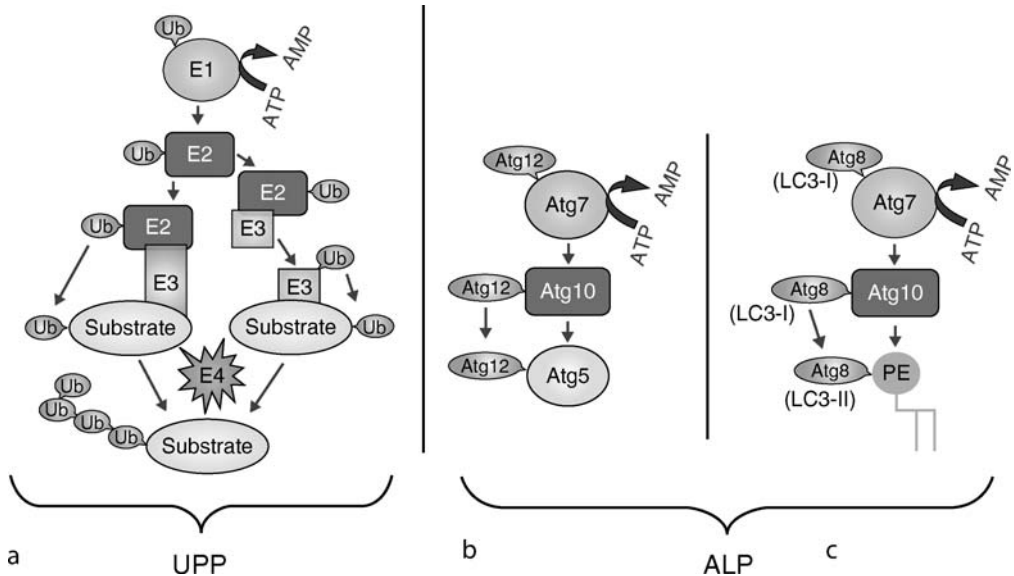 Ub
E1
AMP
ATP
Ub
E2
E2
Ub
E3
Ub
E2
E3
Ub
E3
Ub
Substrate
Substrate
Ub
E4
Ub
Ub
Ub
Ub
Substrate
a
UPP
Atg12
Atg7
AMP
ATP
Atg12
Atg10
Atg12
Atg5
b
Atg8
(LC3-I)
Atg7
AMP
ATP
Atg8
(LC3-I)
Atg10
Atg8
(LC3-II)
PE
c
ALP